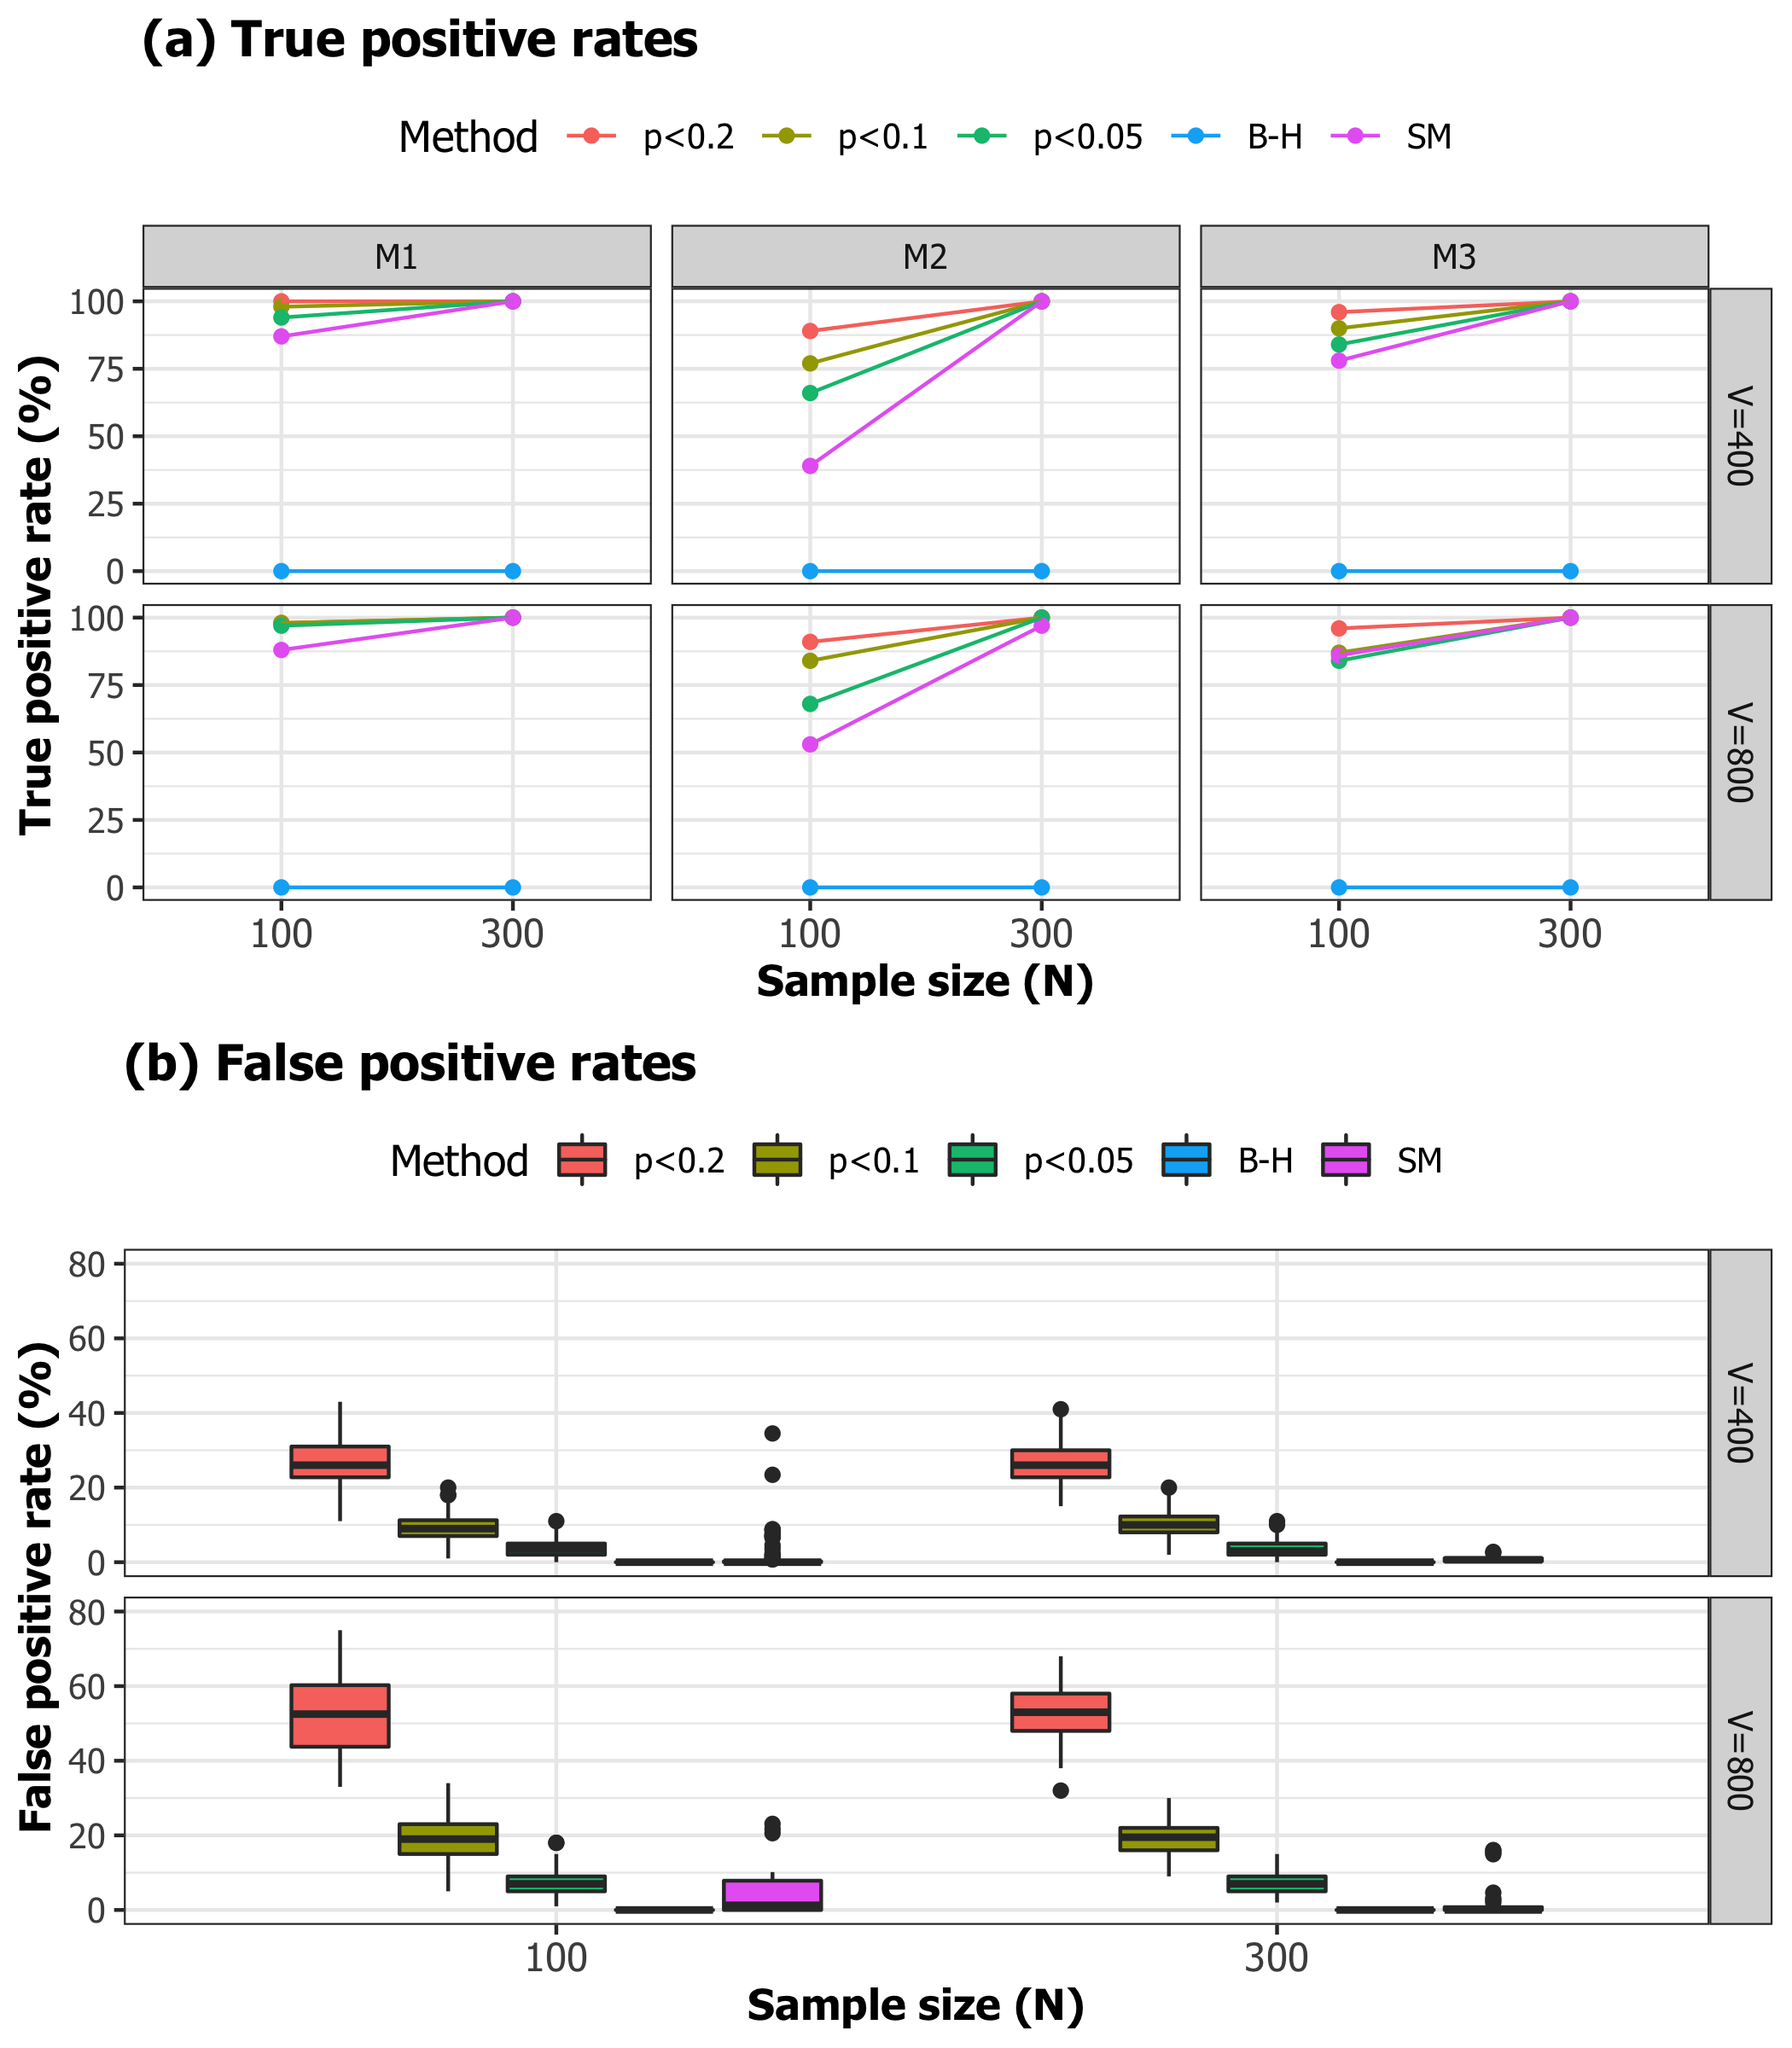 (a) True positive rates
Method p<0.2 p<0.1 p<0.05 B-H SM
M1 M2 M3
True positive rate (%)
100
75
50
25
0
V=400
100
75
50
25
0
V=800
100 300 100 300 100 300
Sample size (N)
(b) False positive rates
Method p<0.2 p<0.1 p<0.05 B-H SM
False positive rate (%)
80
60
40
20
0
V=400
80
60
40
20
0
V=800
100 300
Sample size (N)